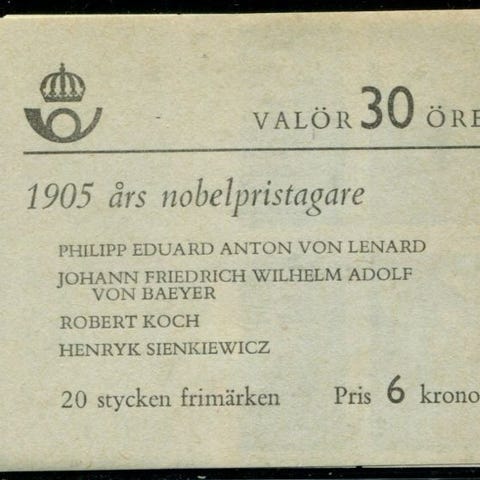 VALÖR 30 ÖRE
1905 års nobelpristagare
PHILIPP EDUARD ANTON VON LENARD
JOHANN FRIEDRICH WILHELM ADOLF
VON BAEYER
ROBERT KOCH
HENRYK SIENKIEWICZ
20 stycken frimärken Pris 6 krono